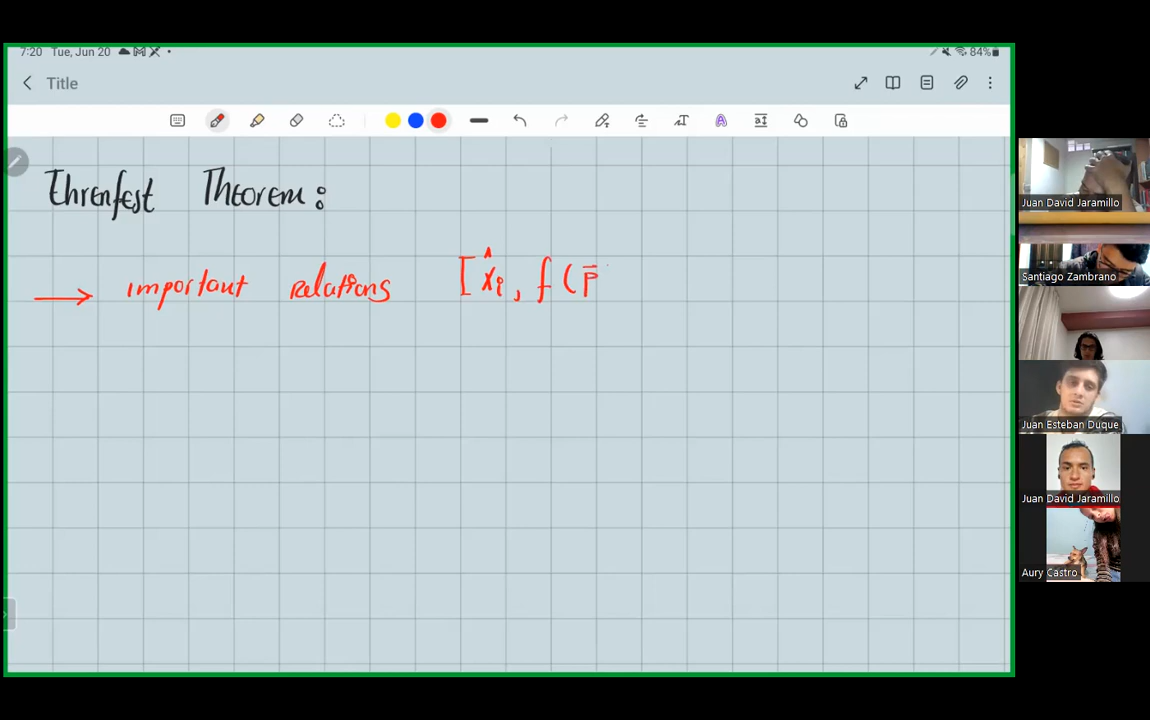 7:20 Tue, Jun 20
84%
Title
Ehrenfest Theorem:
→ important relations [x̂i, f(p̄
Juan David Jaramillo
Santiago Zambrano
Juan Esteban Duque
Juan David Jaramillo
Aury Castro